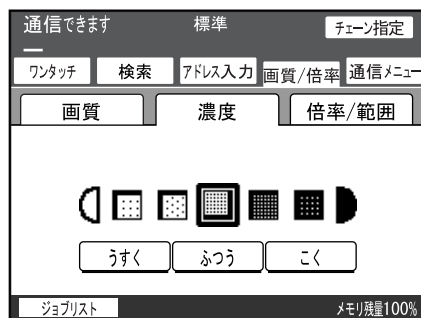 通信できます 標準 チェーン指定
ワンタッチ 検索 アドレス入力 画質/倍率 通信メニュー
画質 濃度 倍率/範囲
うすく ふつう こく
ジョブリスト メモリ残量100%